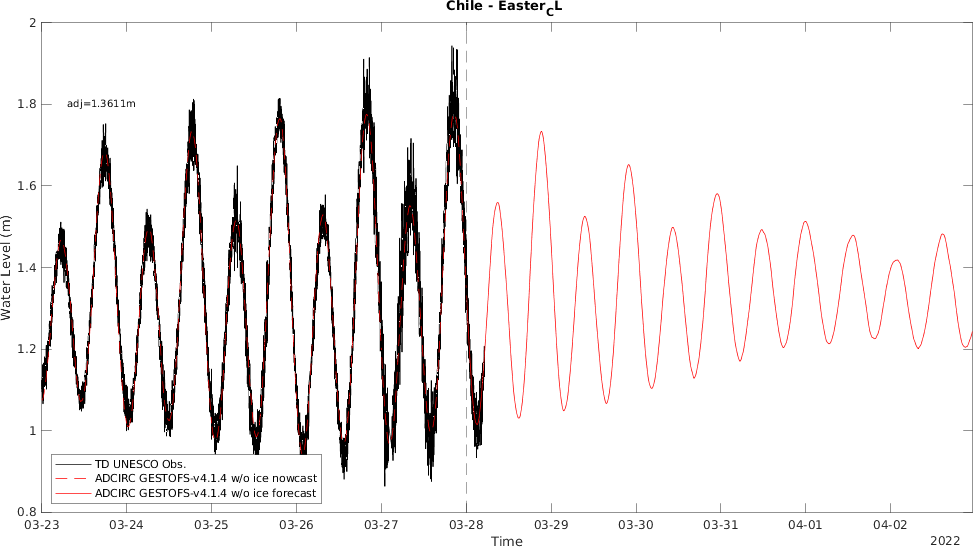 Chile - Easter_CL
2
1.8
1.6
1.4
1.2
1
0.8
Water Level (m)
adj=1.3611m
TD UNESCO Obs.
ADCIRC GESTOFS-v4.1.4 w/o ice nowcast
ADCIRC GESTOFS-v4.1.4 w/o ice forecast
03-23 03-24 03-25 03-26 03-27 03-28 03-29 03-30 03-31 04-01 04-02
Time
2022